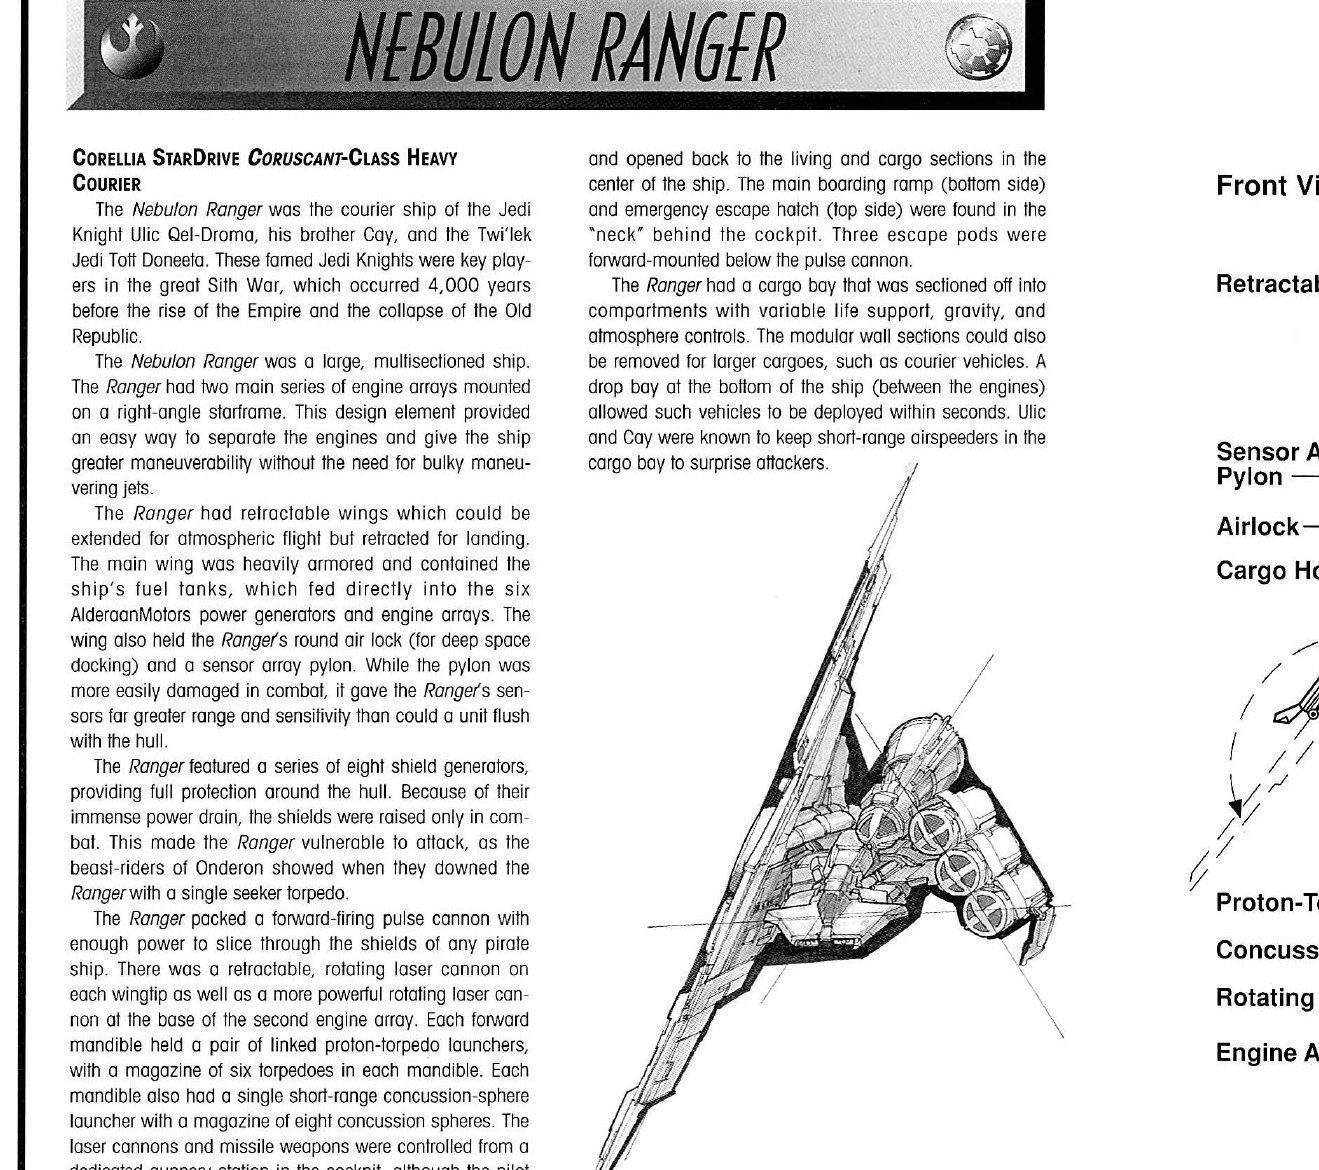 NEBULON RANGER
CORELLIA STARDRIVE CORUSCANT-CLASS HEAVY
COURIER
The Nebulon Ranger was the courier ship of the Jedi
Knight Ulic Qel-Droma, his brother Cay, and the Twi'lek
Jedi Tott Doneeta. These famed Jedi Knights were key play-
ers in the great Sith War, which occurred 4,000 years
before the rise of the Empire and the collapse of the Old
Republic.
The Nebulon Ranger was a large, multisectioned ship.
The Ranger had two main series of engine arrays mounted
on a right-angle starframe. This design element provided
an easy way to separate the engines and give the ship
greater maneuverability without the need for bulky maneu-
vering jets.
The Ranger had retractable wings which could be
extended for atmospheric flight but retracted for landing.
The main wing was heavily armored and contained the
ship's fuel tanks, which fed directly into the six
AlderaanMotors power generators and engine arrays. The
wing also held the Ranger's round air lock (for deep space
docking) and a sensor array pylon. While the pylon was
more easily damaged in combat, it gave the Ranger's sen-
sors far greater range and sensitivity than could a unit flush
with the hull.
The Ranger featured a series of eight shield generators,
providing full protection around the hull. Because of their
immense power drain, the shields were raised only in com-
bat. This made the Ranger vulnerable to attack, as the
beast-riders of Onderon showed when they downed the
Ranger with a single seeker torpedo.
The Ranger packed a forward-firing pulse cannon with
enough power to slice through the shields of any pirate
ship. There was a retractable, rotating laser cannon on
each wingtip as well as a more powerful rotating laser can-
non at the base of the second engine array. Each forward
mandible held a pair of linked proton-torpedo launchers,
with a magazine of six torpedoes in each mandible. Each
mandible also had a single short-range concussion-sphere
launcher with a magazine of eight concussion spheres. The
laser cannons and missile weapons were controlled from a
dedicated gunnery station in the cockpit, although the pilot
and opened back to the living and cargo sections in the
center of the ship. The main boarding ramp (bottom side)
and emergency escape hatch (top side) were found in the
"neck" behind the cockpit. Three escape pods were
forward-mounted below the pulse cannon.
The Ranger had a cargo bay that was sectioned off into
compartments with variable life support, gravity, and
atmosphere controls. The modular wall sections could also
be removed for larger cargoes, such as courier vehicles. A
drop bay at the bottom of the ship (between the engines)
allowed such vehicles to be deployed within seconds. Ulic
and Cay were known to keep short-range airspeeders in the
cargo bay to surprise attackers.
Front Vi
Retractab
Sensor A
Pylon
Airlock
Cargo Ho
Proton-To
Concuss
Rotating
Engine A